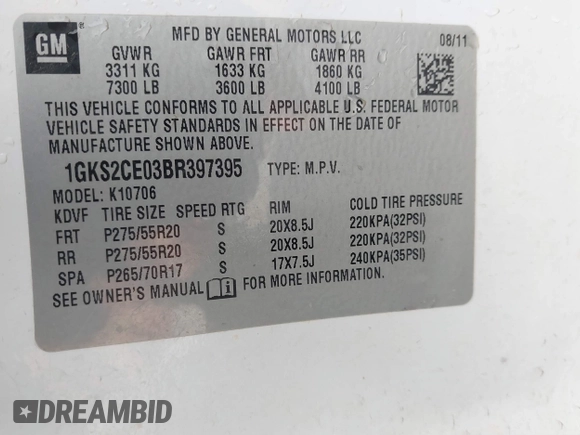 GM
MFD BY GENERAL MOTORS LLC 08/11
GVWR GAWR FRT GAWR RR
3311 KG 1633 KG 1860 KG
7300 LB 3600 LB 4100 LB
THIS VEHICLE CONFORMS TO ALL APPLICABLE U.S. FEDERAL MOTOR
VEHICLE SAFETY STANDARDS IN EFFECT ON THE DATE OF
MANUFACTURE SHOWN ABOVE.
1GKS2CE03BR397395 TYPE: M.P.V.
MODEL: K10706
KDVF TIRE SIZE SPEED RTG RIM COLD TIRE PRESSURE
FRT P275/55R20 S 20X8.5J 220KPA(32PSI)
RR P275/55R20 S 20X8.5J 220KPA(32PSI)
SPA P265/70R17 S 17X7.5J 240KPA(35PSI)
SEE OWNER'S MANUAL FOR MORE INFORMATION.
DREAMBID